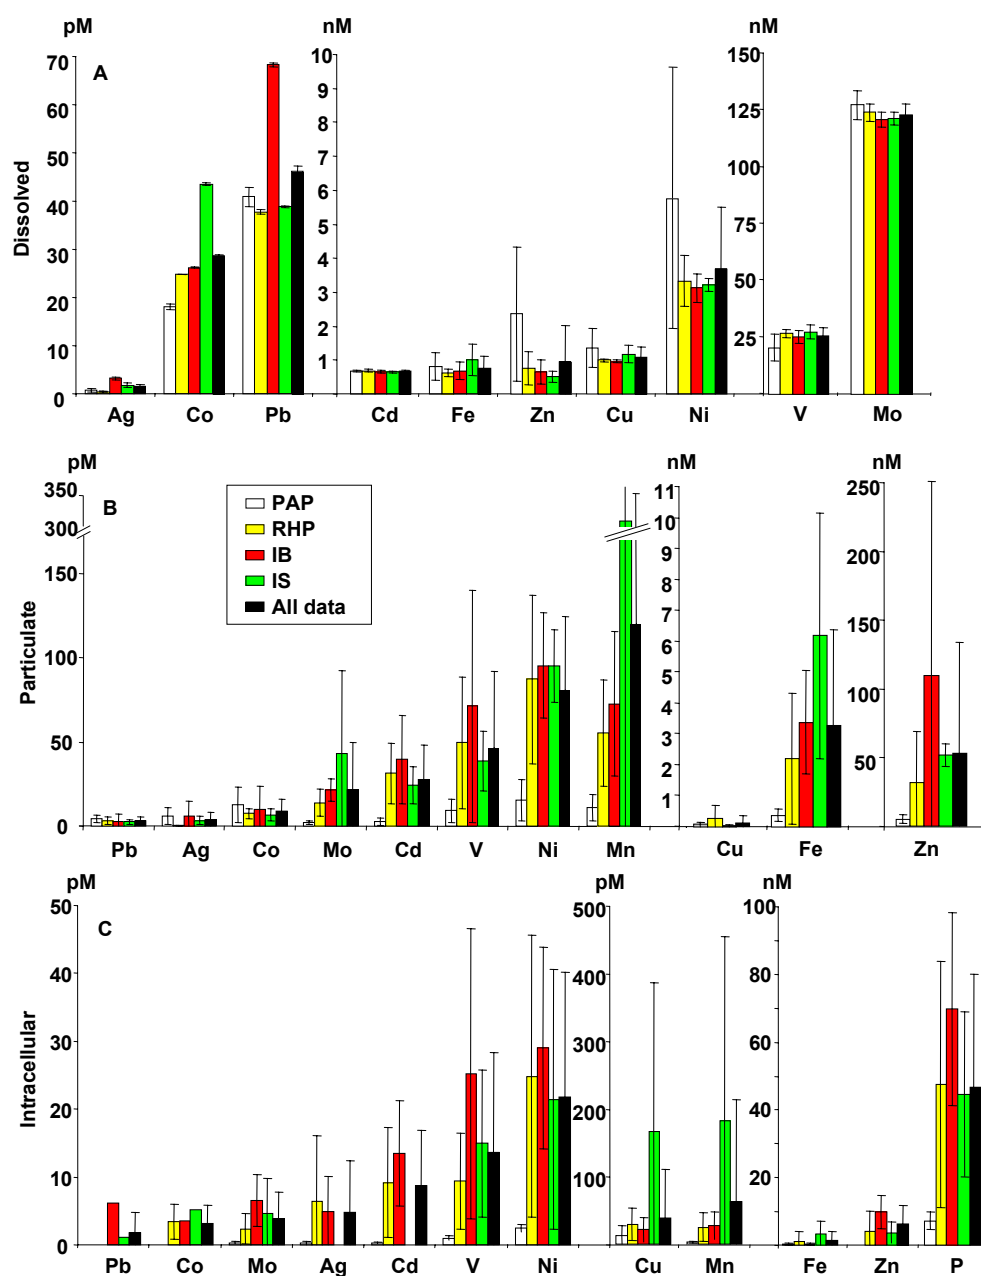 pM nM
70 10 150
A
60 9
50 8 125
40 7 100
30 6 75
20 5 50
10 4 25
0 3
2
1
0
Dissolved
Ag Co Pb Cd Fe Zn Cu Ni V Mo
pM nM nM
350 11 250
B
300 10 200
150 9 150
100 8 100
50 7 50
0 6
5
4
3
2
1
PAP
RHP
IB
IS
All data
Particulate
Pb Ag Co Mo Cd V Ni Mn Cu Fe Zn
pM pM nM
50 500 100
C
40 400 80
30 300 60
20 200 40
10 100 20
0 0 0
Intracellular
Pb Co Mo Ag Cd V Ni Cu Mn Fe Zn P